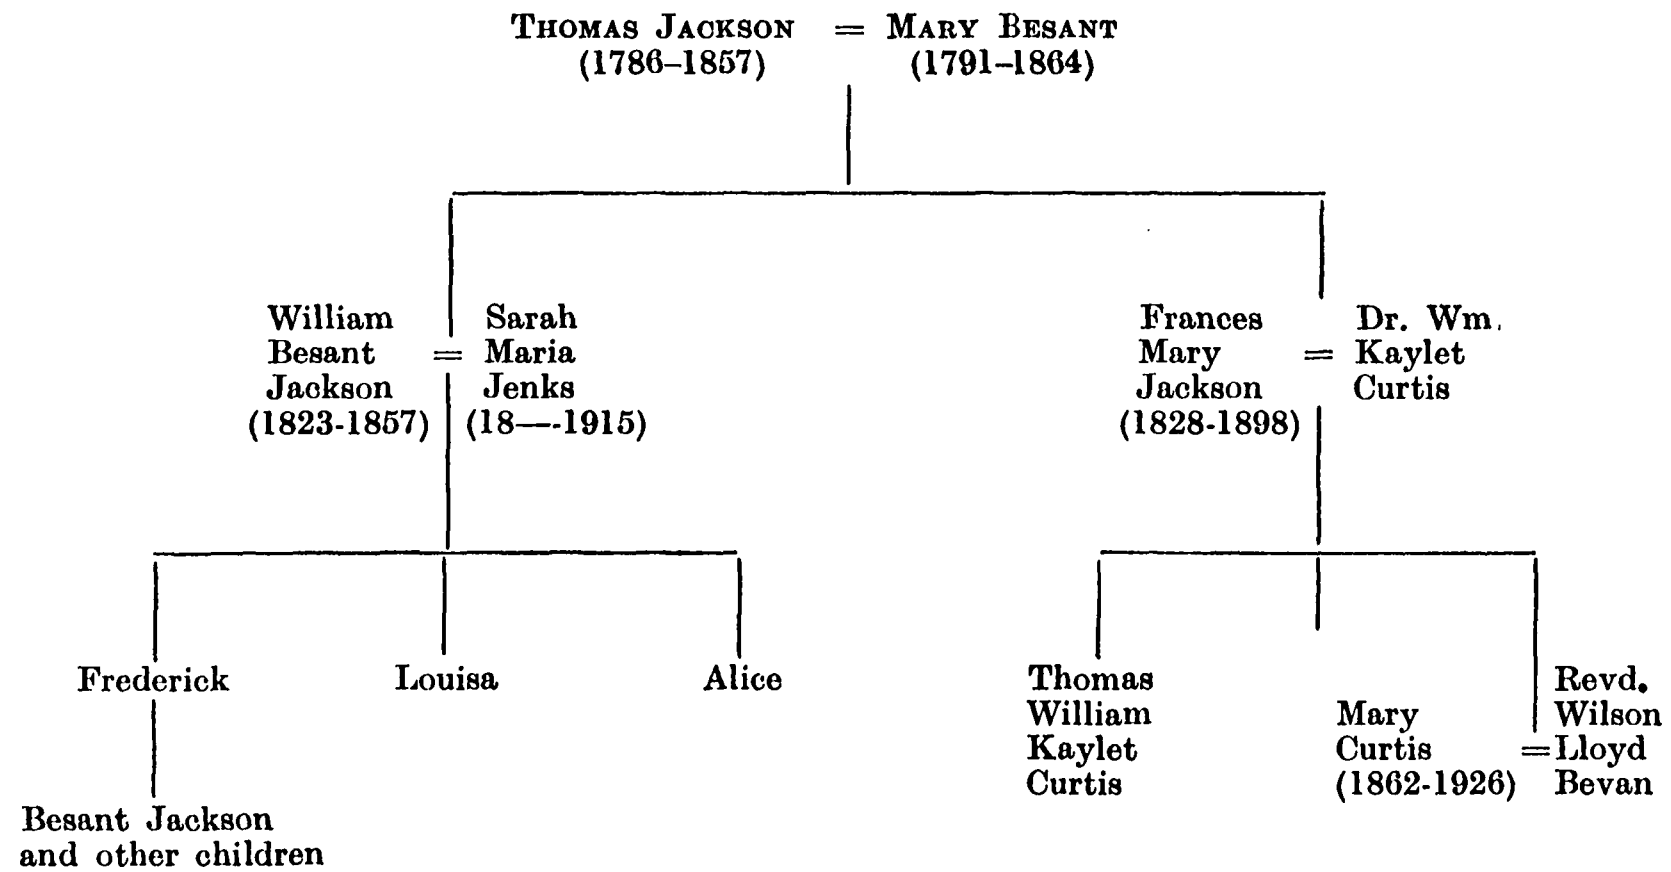 THOMAS JACKSON = MARY BESANT
(1786–1857) (1791–1864)
William
Besant
Jackson
(1823-1857)
=
Sarah
Maria
Jenks
(18—-1915)
Frances
Mary
Jackson
(1828-1898)
=
Dr. Wm.
Kaylet
Curtis
Frederick
Louisa
Alice
Thomas
William
Kaylet
Curtis
Mary
Curtis
(1862-1926)
=
Revd.
Wilson
Lloyd
Bevan
Besant Jackson
and other children